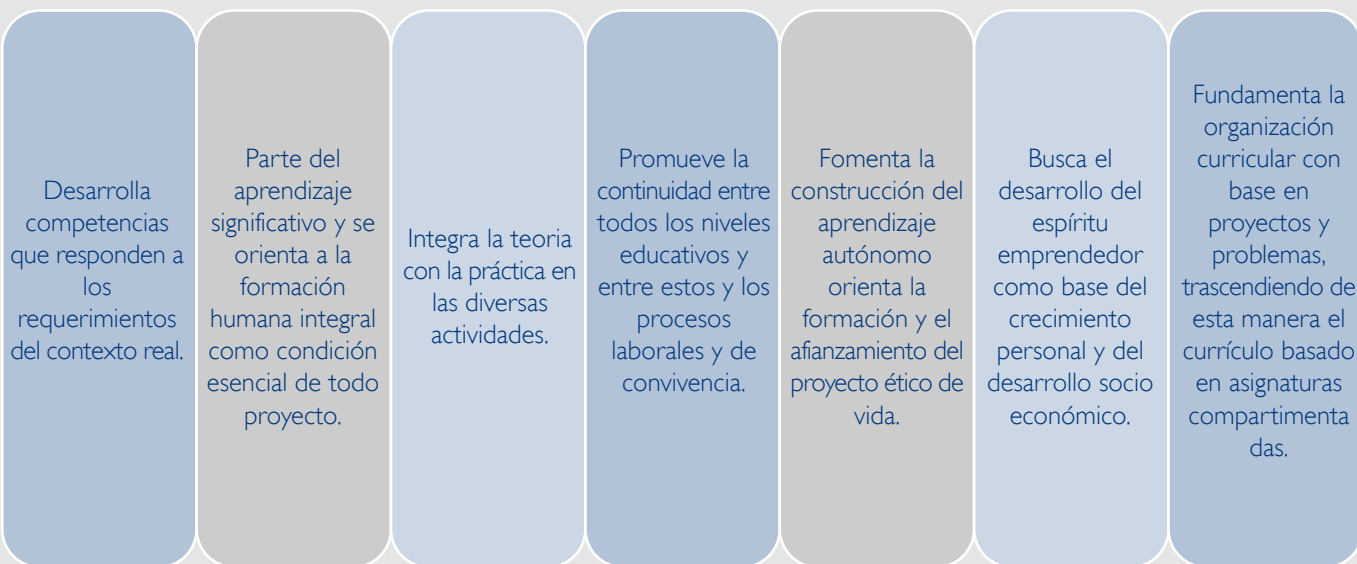 Desarrolla
competencias
que responden a
los
requerimientos
del contexto real.
Parte del
aprendizaje
significativo y se
orienta a la
formación
humana integral
como condición
esencial de todo
proyecto.
Integra la teoria
con la práctica en
las diversas
actividades.
Promueve la
continuidad entre
todos los niveles
educativos y
entre estos y los
procesos
laborales y de
convivencia.
Fomenta la
construcción del
aprendizaje
autónomo
orienta la
formación y el
afianzamiento del
proyecto ético de
vida.
Busca el
desarrollo del
espíritu
emprendedor
como base del
crecimiento
personal y del
desarrollo socio
económico.
Fundamenta la
organización
curricular con
base en
proyectos y
problemas,
trascendiendo de
esta manera el
currículo basado
en asignaturas
compartimenta
das.